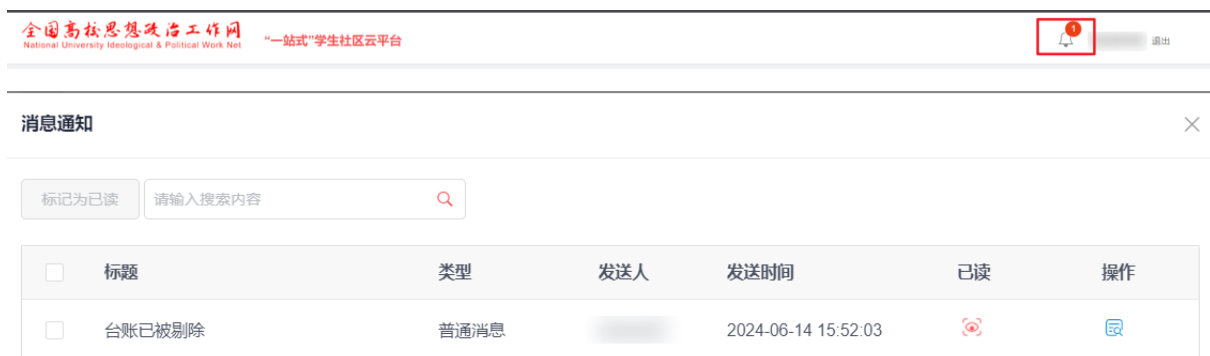 全国高校思想政治工作网
National University Ideological & Political Work Net
“一站式”学生社区云平台
1
退出
消息通知
标记为已读 请输入搜索内容
标题 类型 发送人 发送时间 已读 操作
台账已被剔除 普通消息 2024-06-14 15:52:03